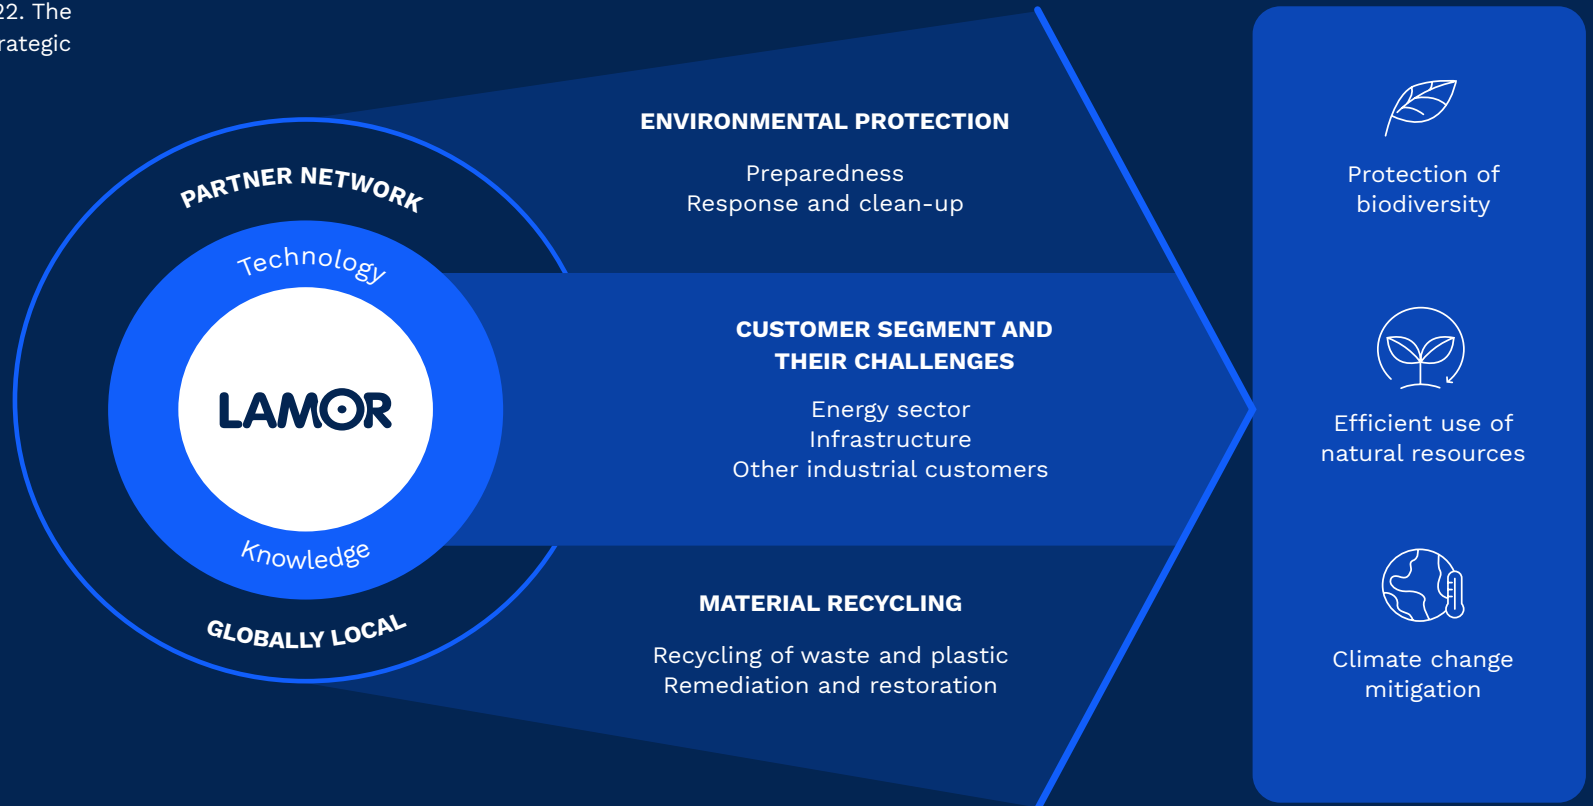 22. The
rategic
PARTNER NETWORK
Technology
LAMOR
Knowledge
GLOBALLY LOCAL
ENVIRONMENTAL PROTECTION
Preparedness
Response and clean-up
CUSTOMER SEGMENT AND
THEIR CHALLENGES
Energy sector
Infrastructure
Other industrial customers
MATERIAL RECYCLING
Recycling of waste and plastic
Remediation and restoration
Protection of
biodiversity
Efficient use of
natural resources
Climate change
mitigation